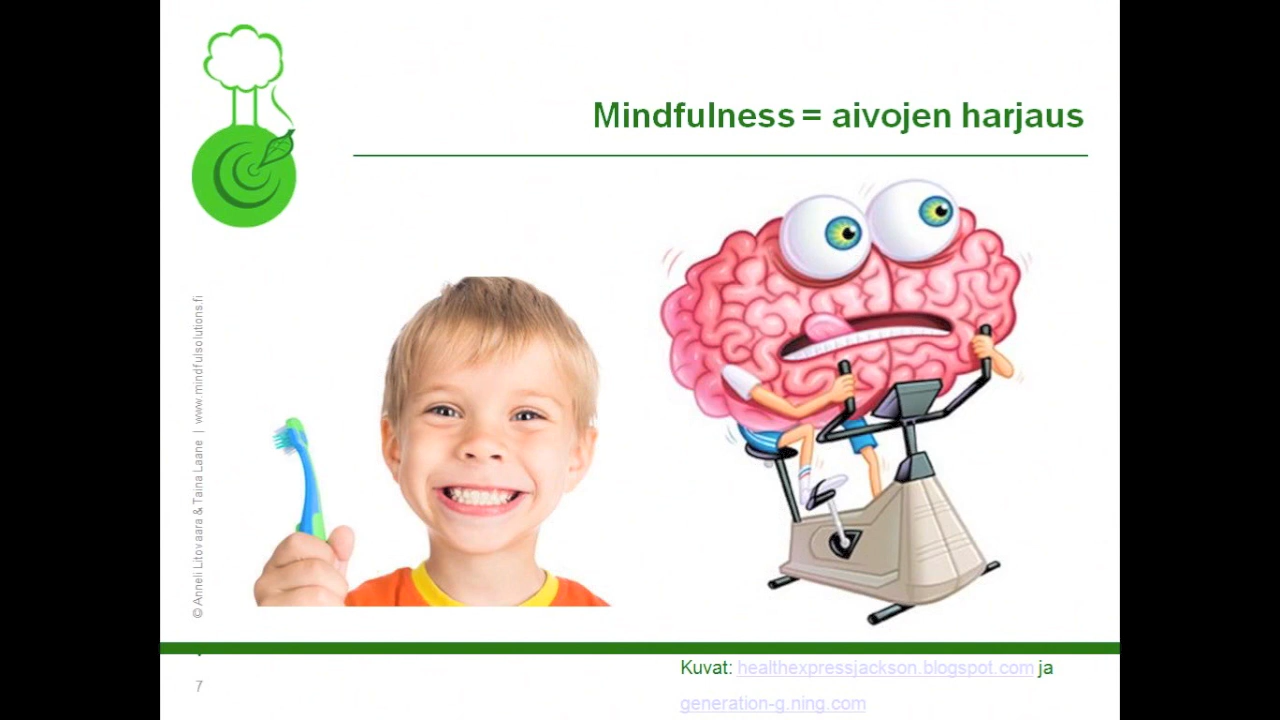 Mindfulness = aivojen harjaus
© Anneli Litovaara & Taina Laane | www.mindfulsolutions.fi
Kuvat: healthexpressjackson.blogspot.com ja
generation-g.ning.com
7